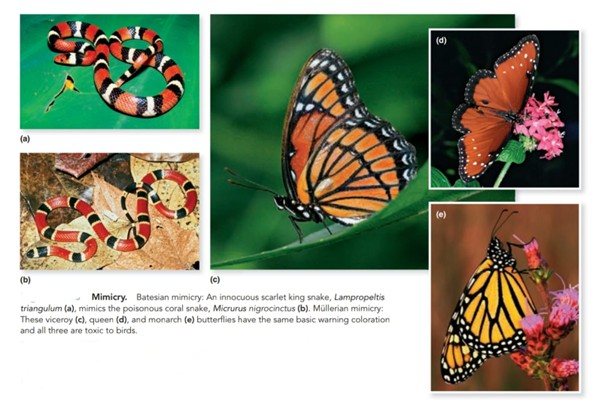 (a)
(b)
(c)
(d)
(e)
Mimicry. Batesian mimicry: An innocuous scarlet king snake, Lampropeltis
triangulum (a), mimics the poisonous coral snake, Micrurus nigrocinctus (b). Müllerian mimicry:
These viceroy (c), queen (d), and monarch (e) butterflies have the same basic warning coloration
and all three are toxic to birds.